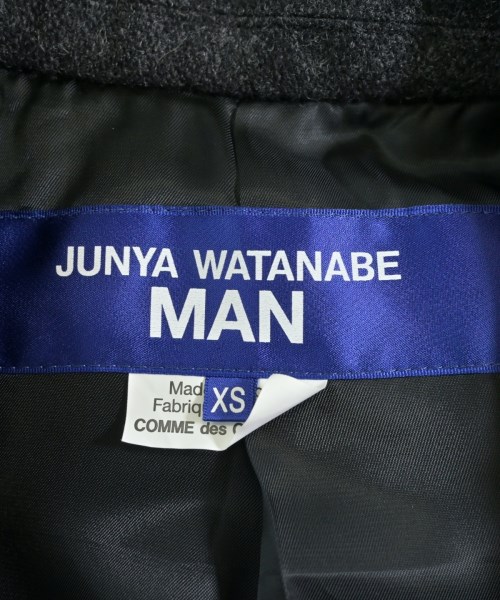 JUNYA WATANABE
MAN
XS
COMME des